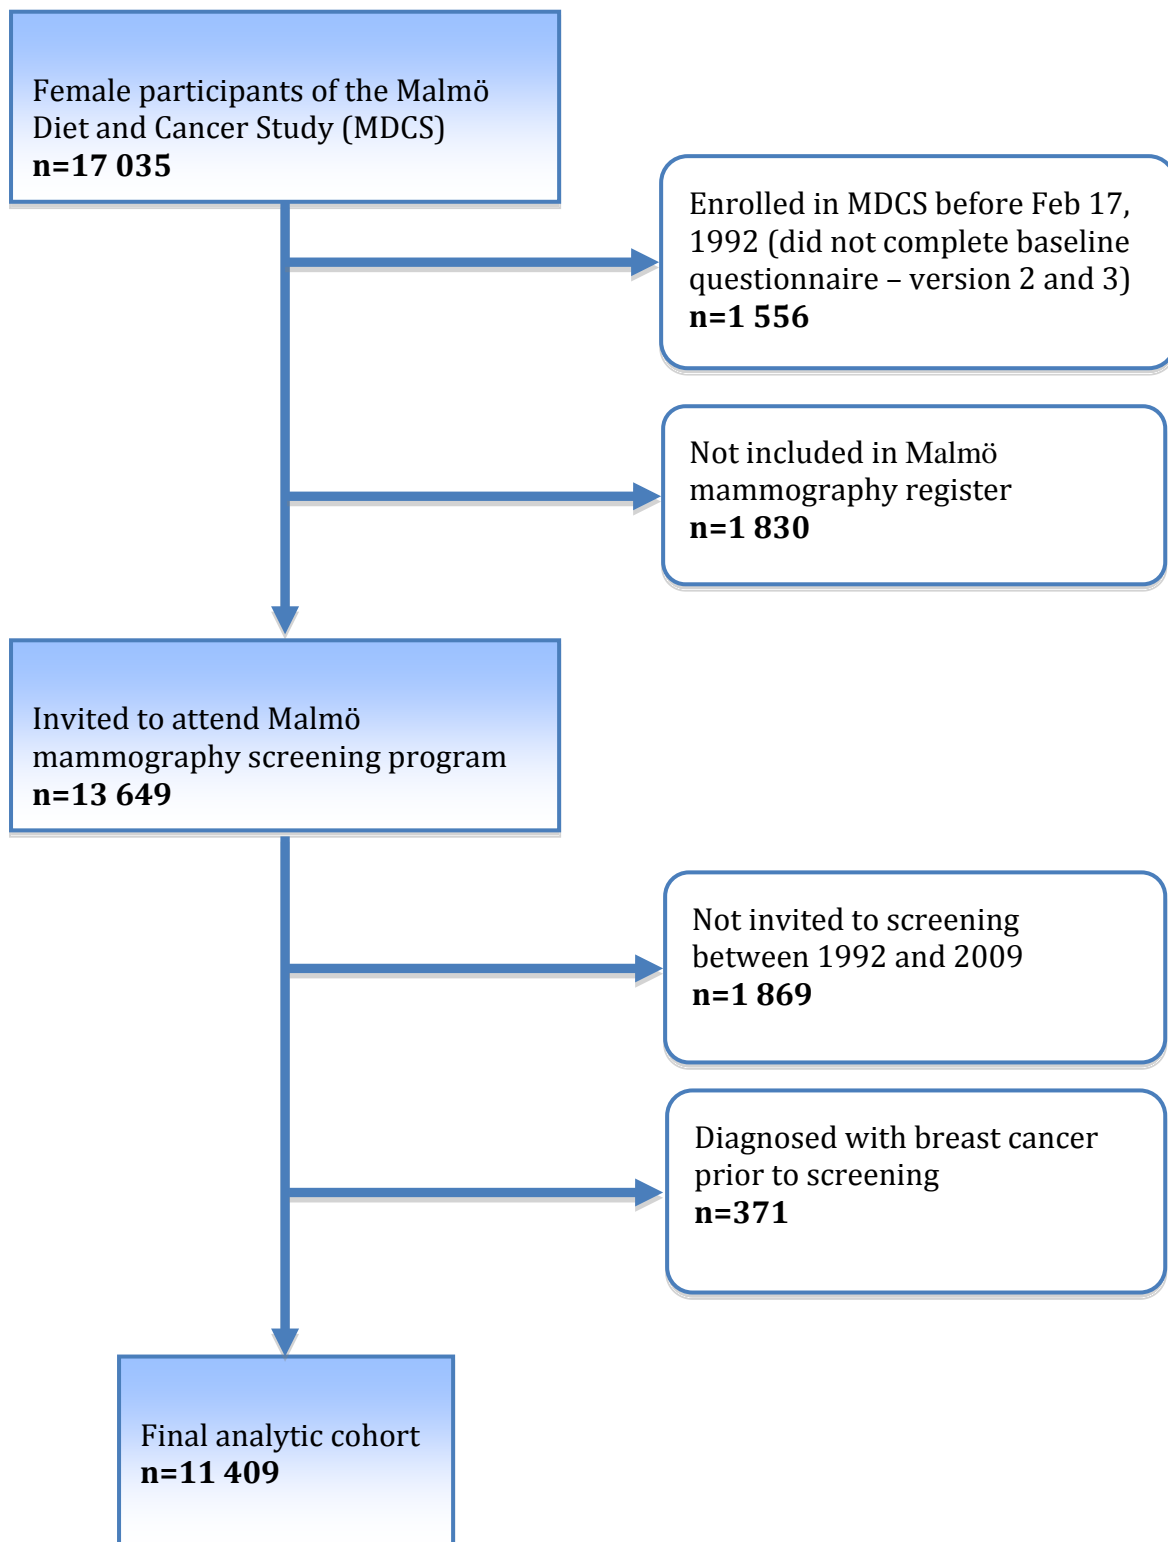 Female participants of the Malmö
Diet and Cancer Study (MDCS)
n=17 035
Enrolled in MDCS before Feb 17,
1992 (did not complete baseline
questionnaire – version 2 and 3)
n=1 556
Not included in Malmö
mammography register
n=1 830
Invited to attend Malmö
mammography screening program
n=13 649
Not invited to screening
between 1992 and 2009
n=1 869
Diagnosed with breast cancer
prior to screening
n=371
Final analytic cohort
n=11 409